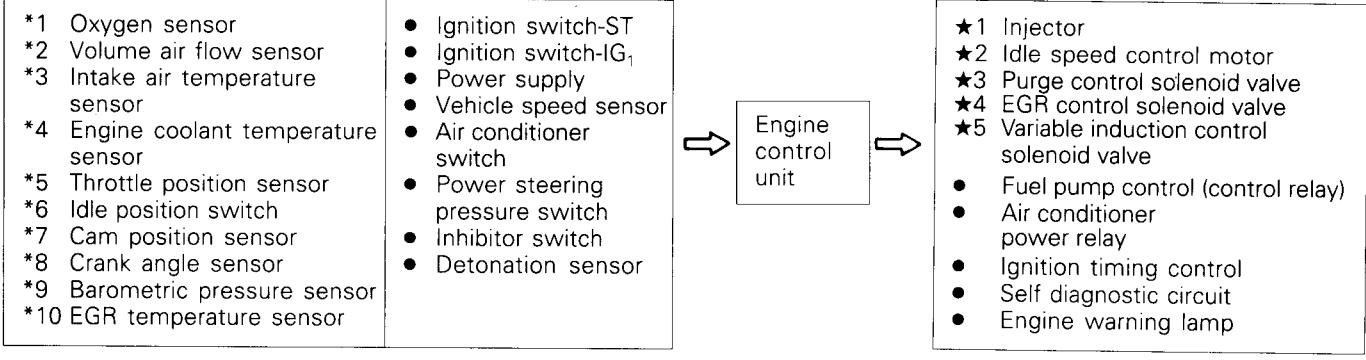 *1 Oxygen sensor
*2 Volume air flow sensor
*3 Intake air temperature
sensor
*4 Engine coolant temperature
sensor
*5 Throttle position sensor
*6 Idle position switch
*7 Cam position sensor
*8 Crank angle sensor
*9 Barometric pressure sensor
*10 EGR temperature sensor
● Ignition switch-ST
● Ignition switch-IG₁
● Power supply
● Vehicle speed sensor
● Air conditioner
switch
● Power steering
pressure switch
● Inhibitor switch
● Detonation sensor
Engine
control
unit
★1 Injector
★2 Idle speed control motor
★3 Purge control solenoid valve
★4 EGR control solenoid valve
★5 Variable induction control
solenoid valve
● Fuel pump control (control relay)
● Air conditioner
power relay
● Ignition timing control
● Self diagnostic circuit
● Engine warning lamp